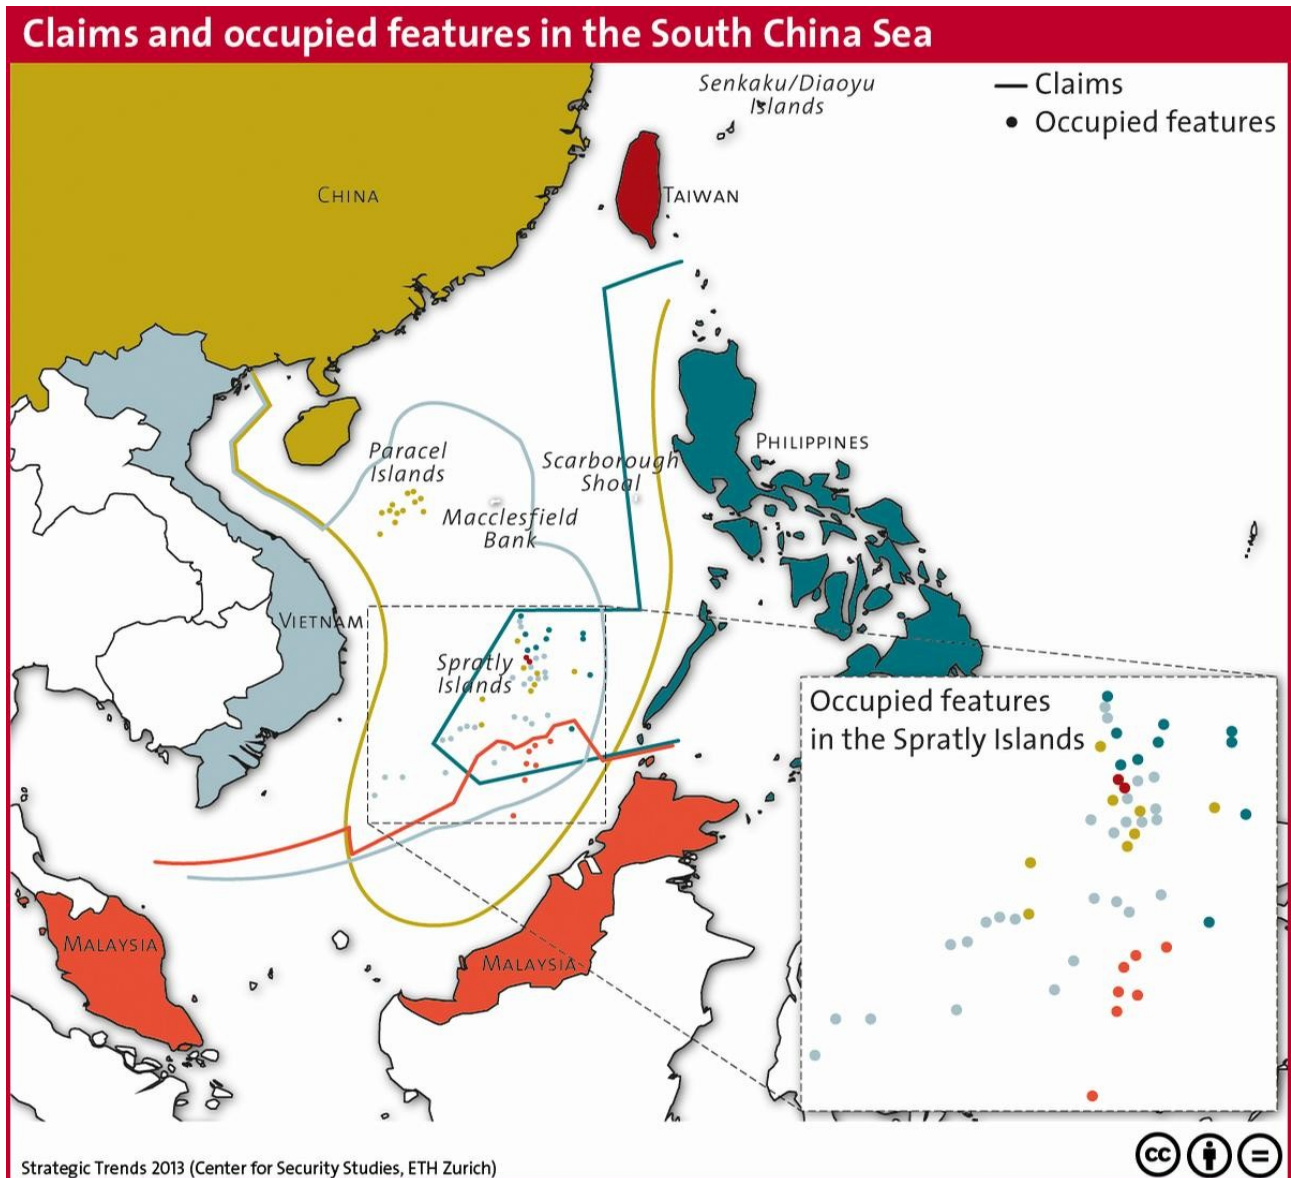 Claims and occupied features in the South China Sea
Senkaku/Diaoyu
Islands
Claims
Occupied features
CHINA
TAIWAN
Paracel
Islands
Scarborough
Shoal
PHILIPPINES
Macclesfield
Bank
VIETNAM
Spratly
Islands
Occupied features
in the Spratly Islands
MALAYSIA
MALAYSIA
Strategic Trends 2013 (Center for Security Studies, ETH Zurich)
cc